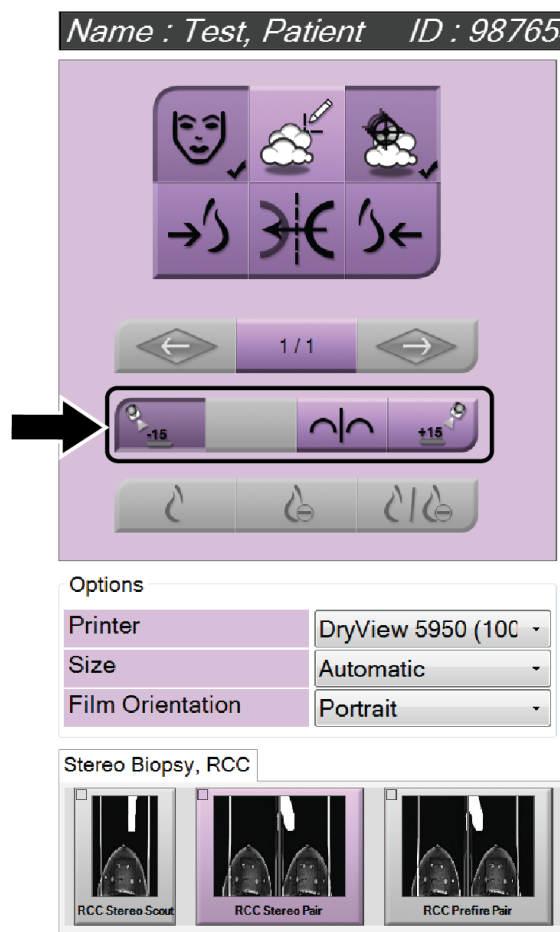 Name : Test, Patient ID : 98765
1 / 1
-15
+15
Options
Printer
DryView 5950 (100
Size
Automatic
Film Orientation
Portrait
Stereo Biopsy, RCC
RCC Stereo Scout
RCC Stereo Pair
RCC Prefire Pair